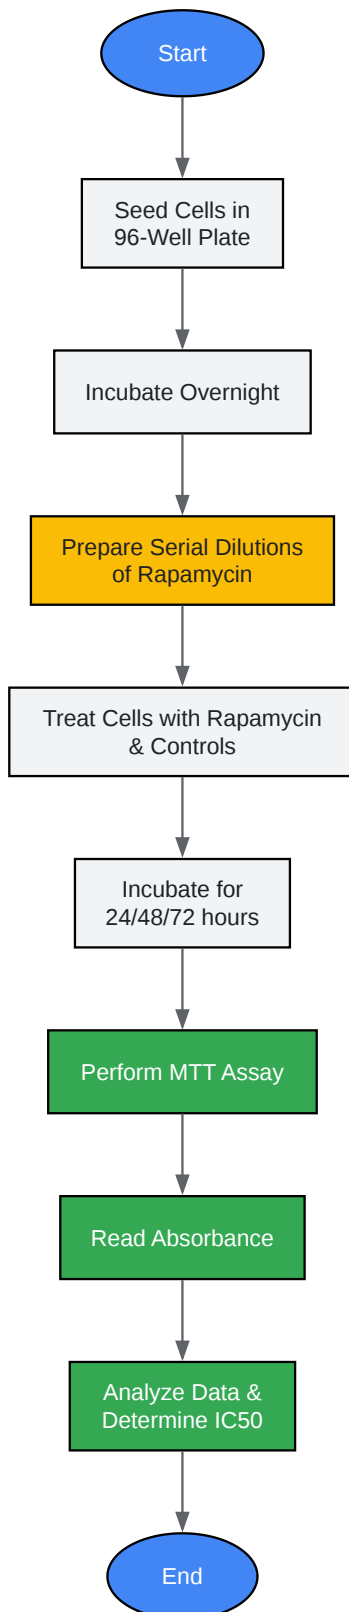 Start
Seed Cells in
96-Well Plate
Incubate Overnight
Prepare Serial Dilutions
of Rapamycin
Treat Cells with Rapamycin
& Controls
Incubate for
24/48/72 hours
Perform MTT Assay
Read Absorbance
Analyze Data &
Determine IC50
End